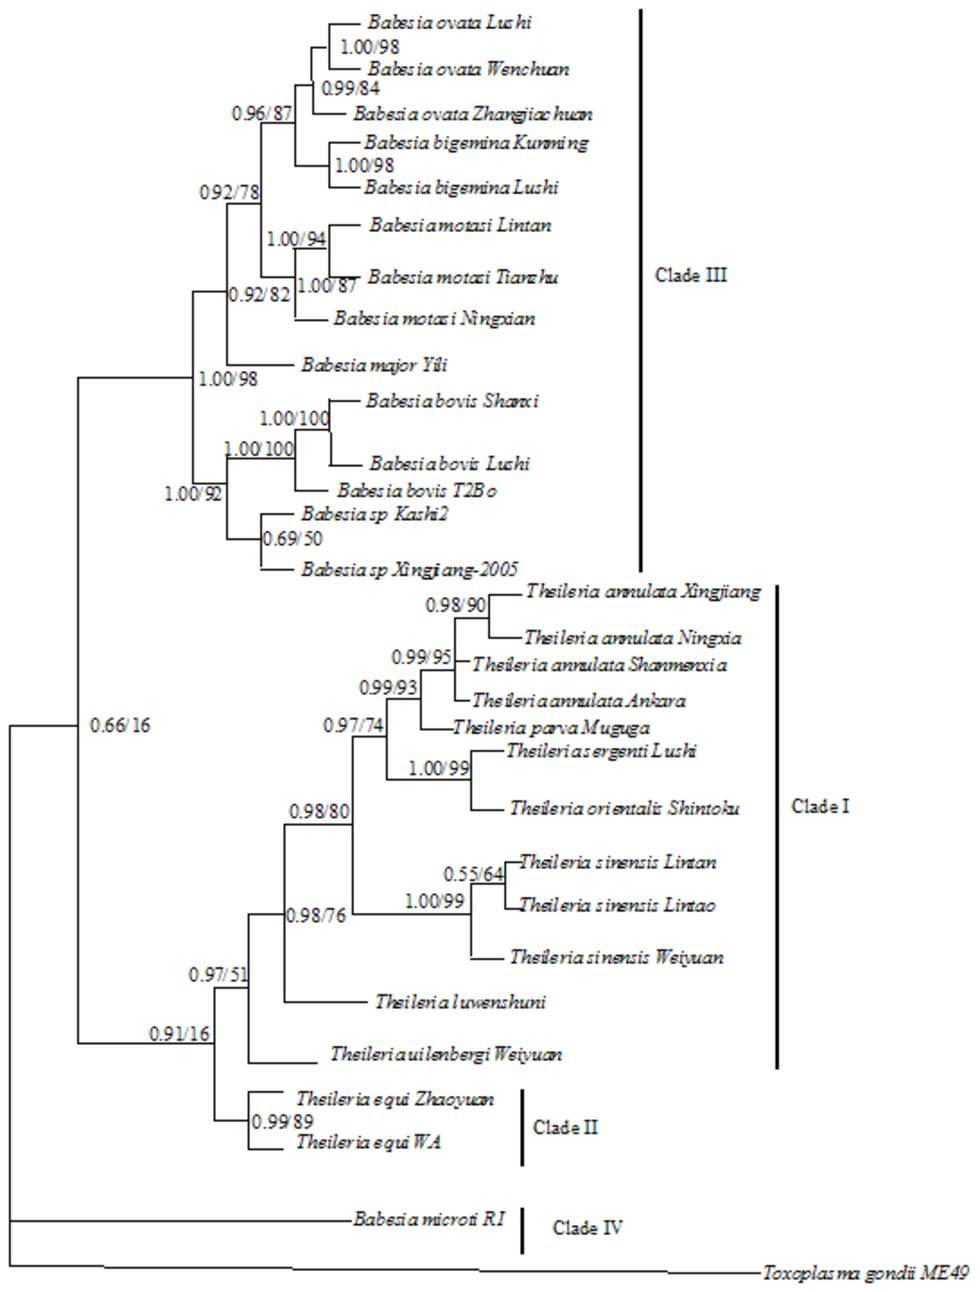 Babesia ovata Lushi
1.00/98
Babesia ovata Wenchuan
0.99/84
0.96/87
Babesia ovata Zhangjiachuan
Babesia bigemina Kunming
1.00/98
0.92/78
Babesia bigemina Lushi
Babesia motasi Lintan
1.00/94
Clade III
Babesia motasi Tianzhu
1.00/87
0.92/82
Babesia motasi Ningxian
Babesia major Yili
1.00/98
Babesia bovis Shanxi
1.00/100
1.00/100
Babesia bovis Lushi
1.00/92
Babesia bovis T2Bo
Babesia sp Kashi2
0.69/50
Babesia sp Xingjiang-2005
Theileria annulata Xingjiang
0.98/90
Theileria annulata Ningxia
0.99/95
Theileria annulata Shanmenxia
0.99/93
Theileria annulata Ankara
0.66/16
0.97/74
Theileria parva Muguga
Theileria sergenti Lushi
1.00/99
Clade I
0.98/80
Theileria orientalis Shintoku
Theileria sinensis Lintan
0.55/64
1.00/99
Theileria sinensis Lintao
0.98/76
Theileria sinensis Weiyuan
0.97/51
Theileria luwenshuni
0.91/16
Theileria uilenbergi Weiyuan
Theileria equi Zhaoyuan
0.99/89
Clade II
Theileria equi WA
Babesia microti RI
Clade IV
Toxoplasma gondii ME49